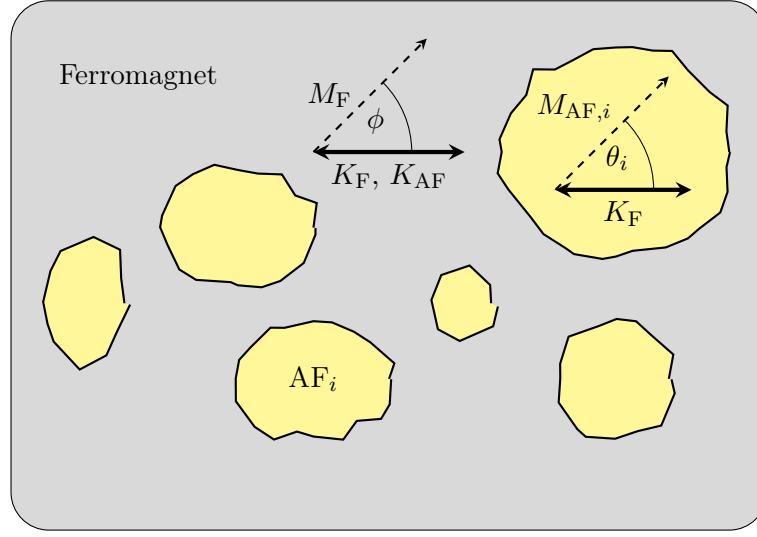 Ferromagnet
M_F
ϕ
K_F, K_AF
M_AF,i
θ_i
K_F
AF_i